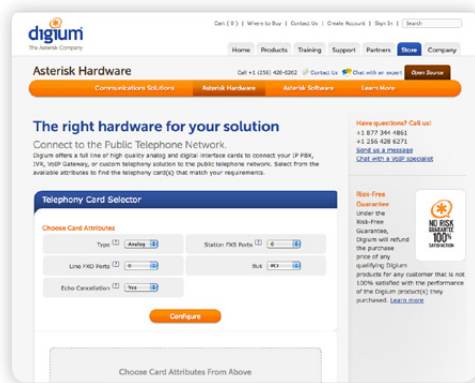 digium
The Asterisk Company
Cart ( 0 ) | Where to Buy | Contact Us | Create Account | Sign In | Search
Home Products Training Support Partners Store Company
Asterisk Hardware
Call +1 (256) 428-6262 Contact Us Chat with an expert Open Source
Communications Solutions Asterisk Hardware Asterisk Software Learn More
The right hardware for your solution
Connect to the Public Telephone Network.
Digium offers a full line of high quality analog and digital interface cards to connect your IP PBX,
IVR, VoIP Gateway, or custom telephony solution to the public telephone network. Select from the
available attributes to find the telephony card(s) that match your requirements.
Telephony Card Selector
Choose Card Attributes
Type [?] Analog Station FXS Ports [?] 0
Line FXO Ports [?] 0 Bus PCI
Echo Cancellation [?] Yes
Configure
Choose Card Attributes From Above
Have questions? Call us!
+1 877 344 4861
+1 256 428 6271
Send us a message
Chat with a VoIP specialist
Risk-Free
Guarantee
Under the
Risk-Free
Guarantee,
Digium will refund
the purchase
price of any
qualifying Digium
products for any customer that is not
100% satisfied with the performance
of the Digium product(s) they
purchased. Learn more
NO RISK
GUARANTEE
100%
SATISFACTION